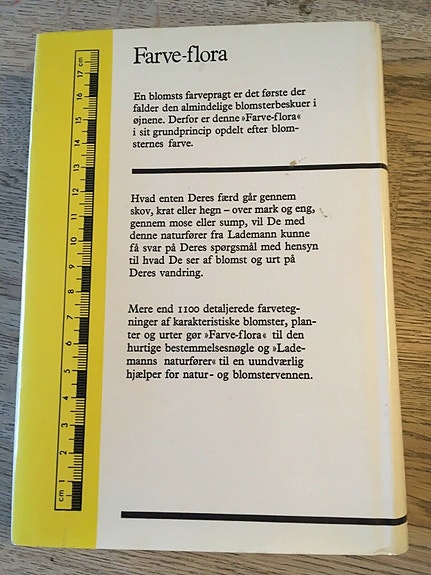 Farve-flora
En blomsts farvepragt er det første der
falder den almindelige blomsterbeskuer i
øjnene. Derfor er denne »Farve-flora«
i sit grundprincip opdelt efter blom-
sternes farve.
Hvad enten Deres færd går gennem
skov, krat eller hegn – over mark og eng,
gennem mose eller sump, vil De med
denne naturfører fra Lademann kunne
få svar på Deres spørgsmål med hensyn
til hvad De ser af blomst og urt på
Deres vandring.
Mere end 1100 detaljerede farveteg-
ninger af karakteristiske blomster, plan-
ter og urter gør »Farve-flora« til den
hurtige bestemmelsesnøgle og »Lade-
manns naturfører« til en uundværlig
hjælper for natur- og blomstervennen.
cm 1 2 3 4 5 6 7 8 9 10 11 12 13 14 15 16 17 cm